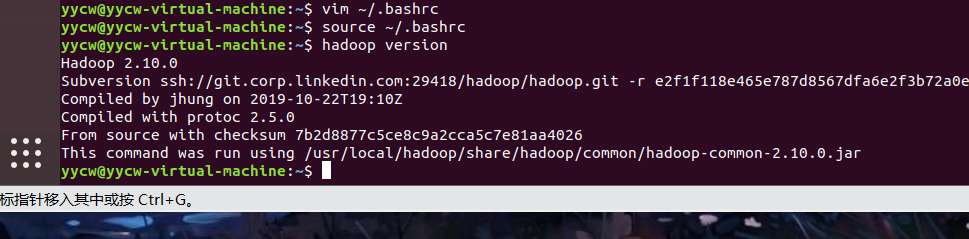 yycw@yycw-virtual-machine:~$ vim ~/.bashrc
yycw@yycw-virtual-machine:~$ source ~/.bashrc
yycw@yycw-virtual-machine:~$ hadoop version
Hadoop 2.10.0
Subversion ssh://git.corp.linkedin.com:29418/hadoop/hadoop.git -r e2f1f118e465e787d8567dfa6e2f3b72a0e
Compiled by jhung on 2019-10-22T19:10Z
Compiled with protoc 2.5.0
From source with checksum 7b2d8877c5ce8c9a2cca5c7e81aa4026
This command was run using /usr/local/hadoop/share/hadoop/common/hadoop-common-2.10.0.jar
yycw@yycw-virtual-machine:~$
标指针移入其中或按 Ctrl+G。